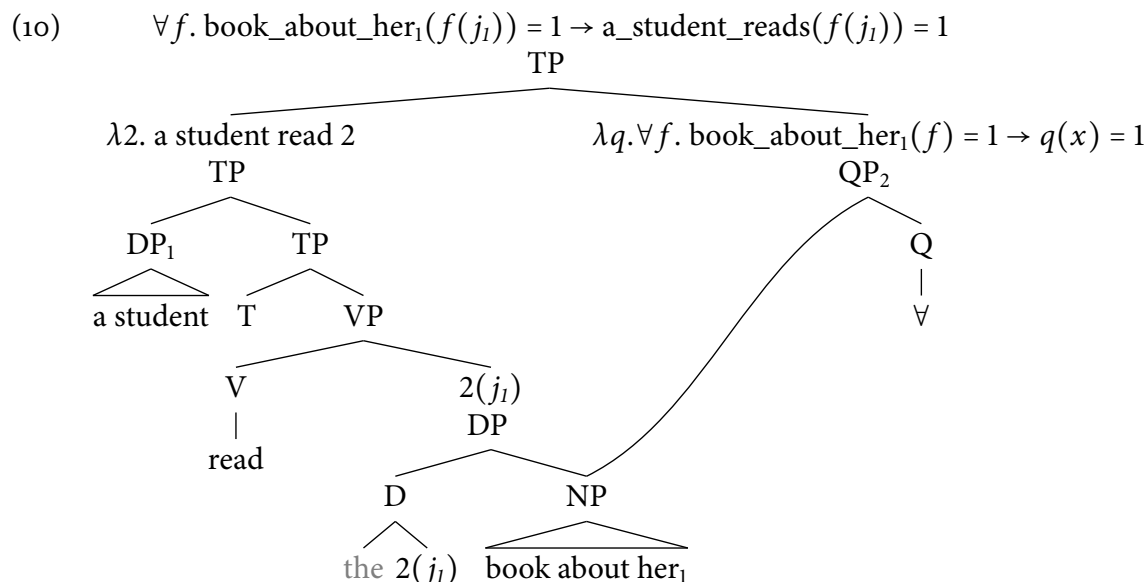 (10) ∀f. book_about_her₁(f(j₁)) = 1 → a_student_reads(f(j₁)) = 1
TP
λ2. a student read 2 λq.∀f. book_about_her₁(f) = 1 → q(x) = 1
TP QP₂
DP₁ TP Q
a student T VP ∀
V 2(j₁)
DP
read
D NP
the 2(j₁) book about her₁